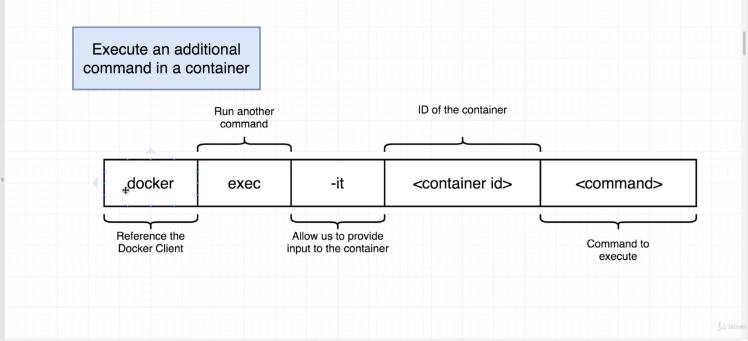 Execute an additional
command in a container
Run another
command
ID of the container
docker
exec
-it
<container id>
<command>
Reference the
Docker Client
Allow us to provide
input to the container
Command to
execute